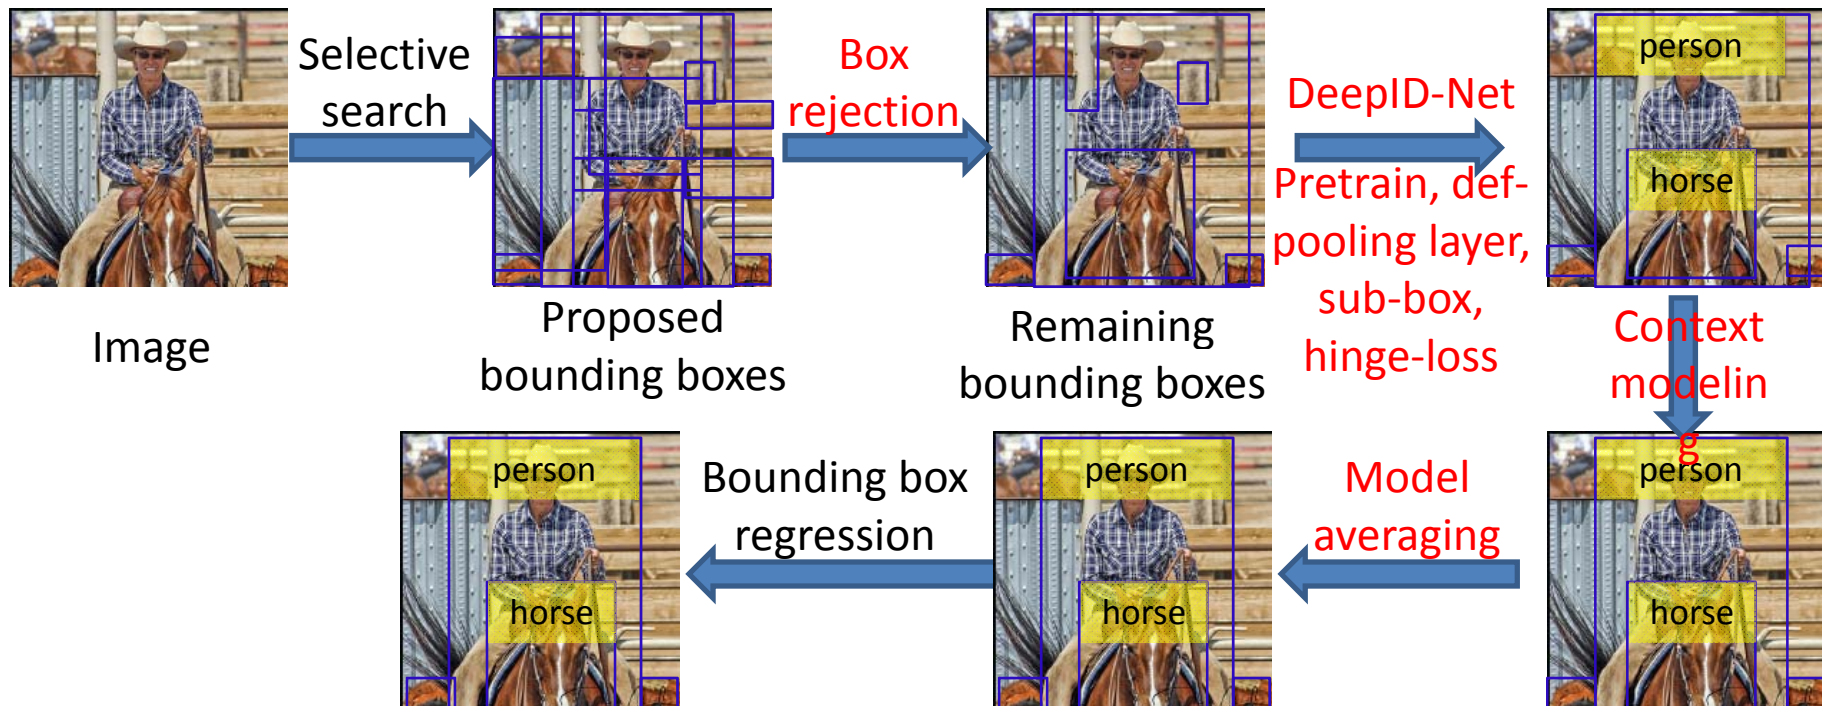 Selective
search
Box
rejection
DeepID-Net
Pretrain, def-
pooling layer,
sub-box,
hinge-loss
person
horse
Image
Proposed
bounding boxes
Remaining
bounding boxes
Context
modelin
g
person
horse
Bounding box
regression
person
horse
Model
averaging
person
horse